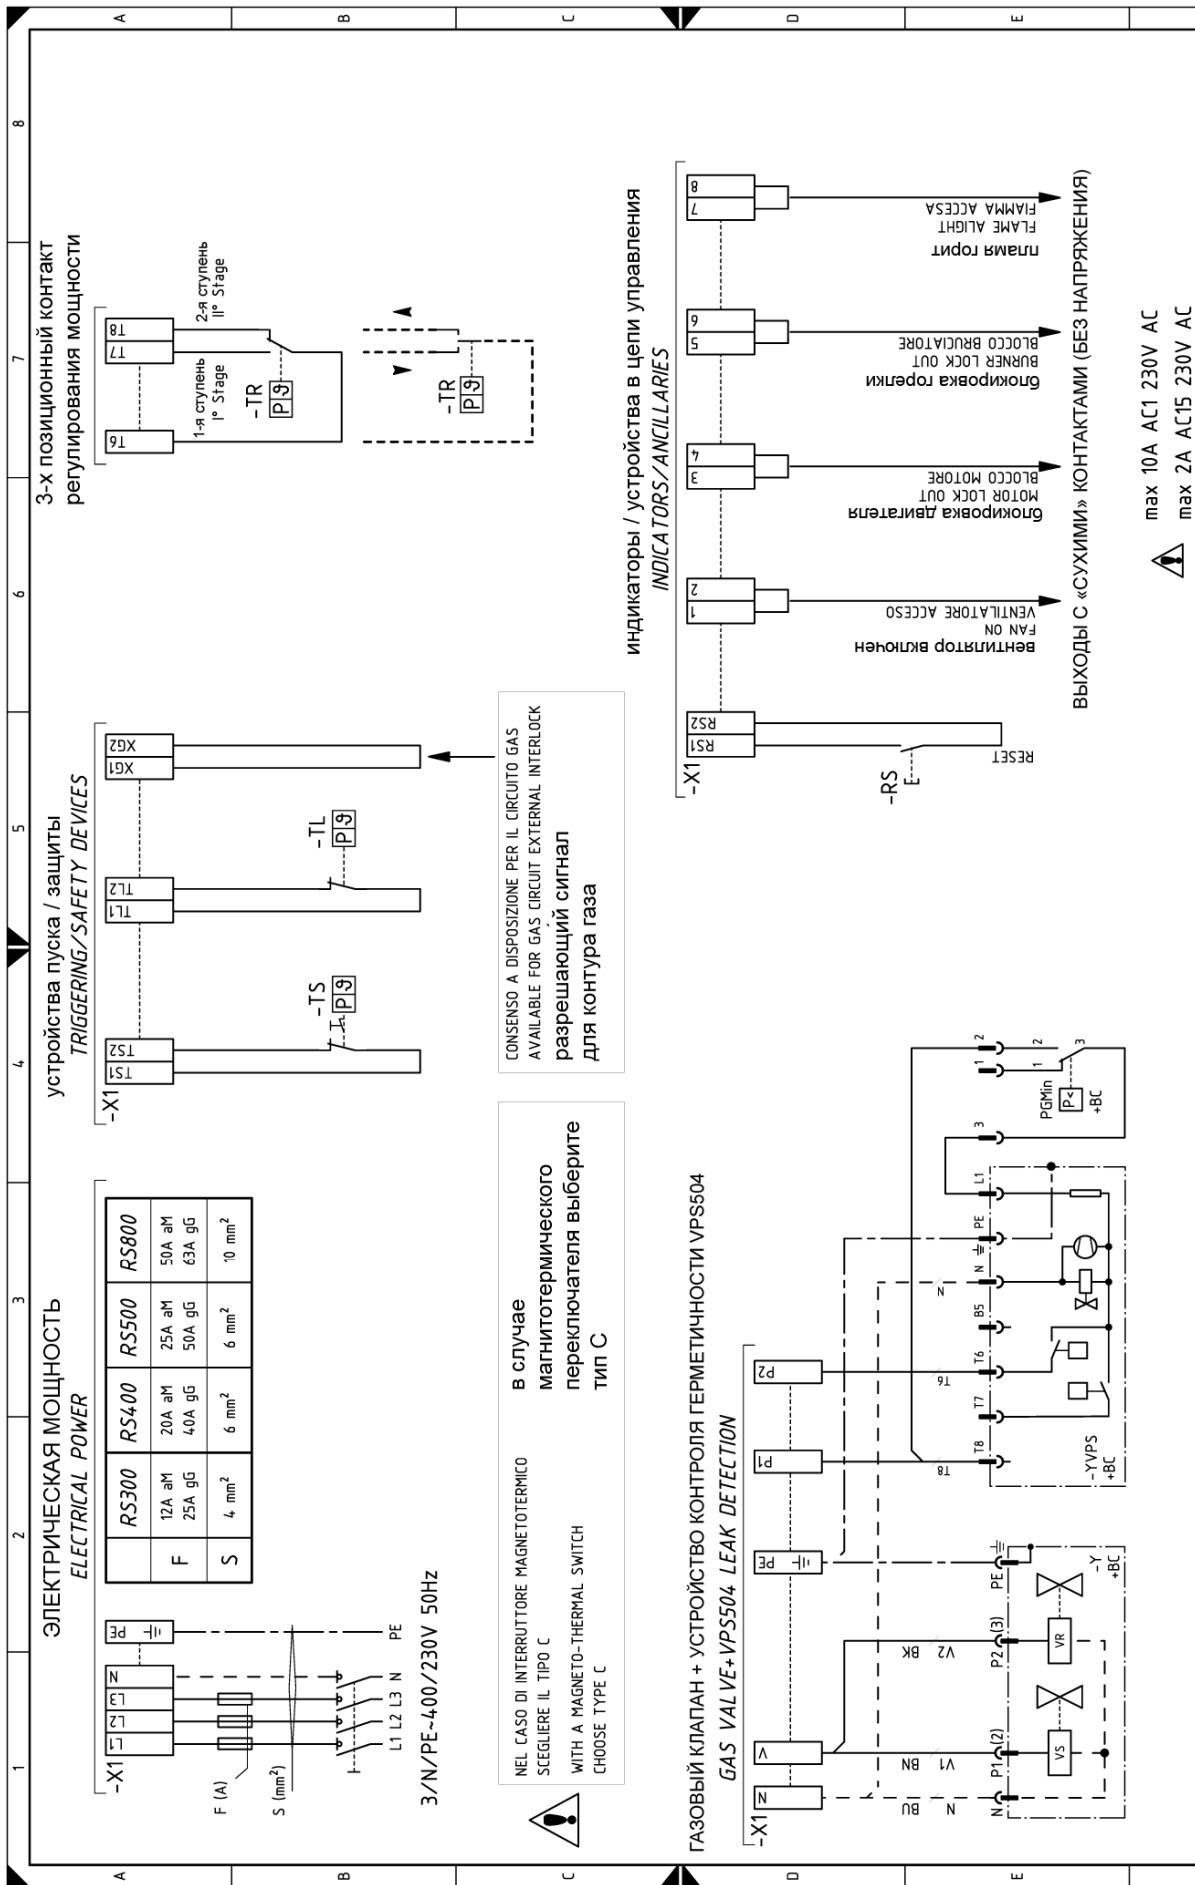 1 2 3 4 5 6 7 8
A
B
C
D
E
ЭЛЕКТРИЧЕСКАЯ МОЩНОСТЬ
ELECTRICAL POWER
-X1
L1 L2 L3 N PE
F (A)
S (mm²)
L1 L2 L3 N PE
3/N/PE~400/230V 50Hz
RS300 RS400 RS500 RS800
F
12A aM 20A aM 25A aM 50A aM
25A gG 40A gG 50A gG 63A gG
S 4 mm² 6 mm² 6 mm² 10 mm²
устройства пуска / защиты
TRIGGERING/SAFETY DEVICES
-X1
TS1 TS2 TL1 TL2 XG1 XG2
-TS
P ϑ
-TL
P ϑ
3-х позиционный контакт
регулирования мощности
T6 T7 T8
1-я ступень
I° Stage
2-я ступень
II° Stage
-TR
P ϑ
-TR
P ϑ
NEL CASO DI INTERRUTTORE MAGNETOTERMICO
SCEGLIERE IL TIPO C
WITH A MAGNETO-THERMAL SWITCH
CHOOSE TYPE C
в случае
магнитотермического
переключателя выберите
тип C
CONSENSO A DISPOSIZIONE PER IL CIRCUITO GAS
AVAILABLE FOR GAS CIRCUIT EXTERNAL INTERLOCK
разрешающий сигнал
для контура газа
ГАЗОВЫЙ КЛАПАН + УСТРОЙСТВО КОНТРОЛЯ ГЕРМЕТИЧНОСТИ VPS504
GAS VALVE+VPS504 LEAK DETECTION
-X1
N V PE P1 P2
BU BN BK
N V1 V2 T8 T6 N
N P1(2) P2(3) PE
VS VR
-Y
+BC
T8 T7 T6 B5 N PE L1 3 1 2
-YVPS
+BC
1 2
3
PGMin
P<
+BC
индикаторы / устройства в цепи управления
INDICATORS/ANCILLARIES
-X1
RS1 RS2 1 2 3 4 5 6 7 8
-RS
RESET
вентилятор включен
FAN ON
VENTILATORE ACCESO
блокировка двигателя
MOTOR LOCK OUT
BLOCCO MOTORE
блокировка горелки
BURNER LOCK OUT
BLOCCO BRUCIATORE
пламя горит
FLAME ALIGHT
FIAMMA ACCESA
ВЫХОДЫ С «СУХИМИ» КОНТАКТАМИ (БЕЗ НАПРЯЖЕНИЯ)
max 10A AC1 230V AC
max 2A AC15 230V AC
A
B
C
D
E